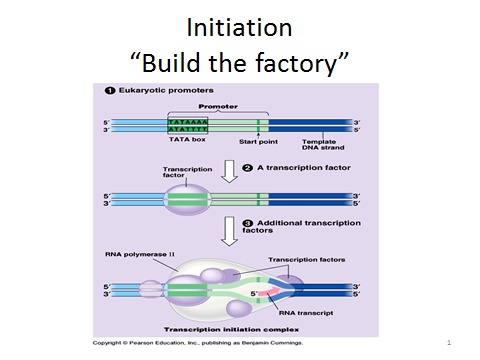 Initiation
“Build the factory”
1 Eukaryotic promoters
Promoter
5' TATAAAA 3'
3' ATATTTT 5'
TATA box
Start point
Template
DNA strand
Transcription
factor
2 A transcription factor
5' 3'
3' 5'
3 Additional transcription
factors
RNA polymerase II
Transcription factors
5' 3'
3' 5' 5'
RNA transcript
Transcription initiation complex
Copyright © Pearson Education, Inc., publishing as Benjamin Cummings.
1